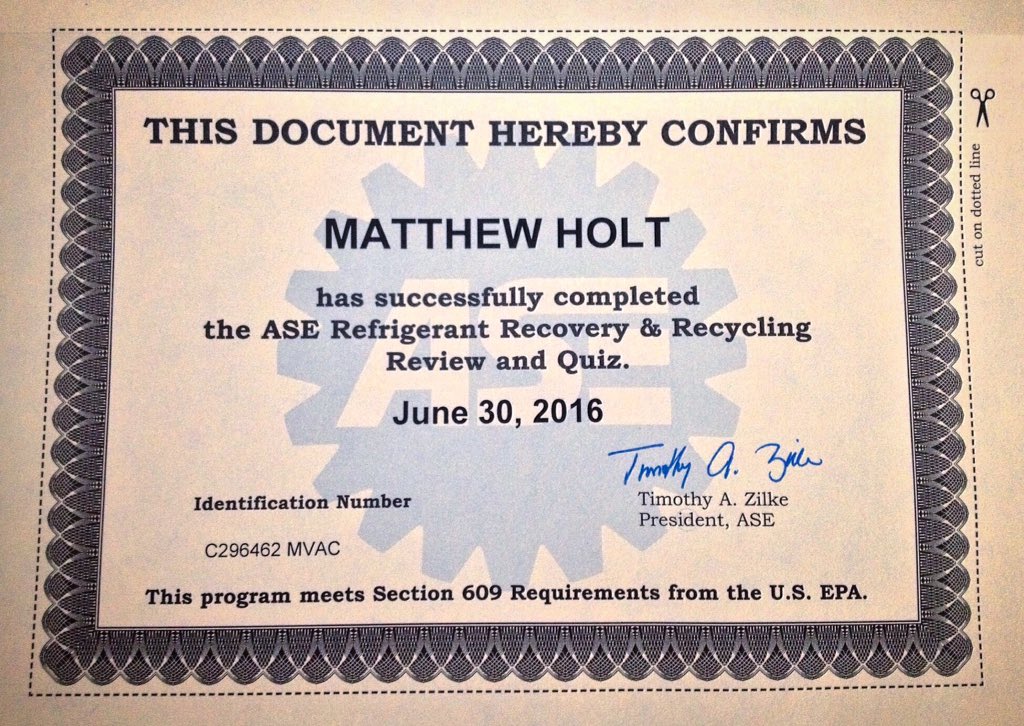 THIS DOCUMENT HEREBY CONFIRMS
MATTHEW HOLT
has successfully completed
the ASE Refrigerant Recovery & Recycling
Review and Quiz.
June 30, 2016
ASE
Timothy A. Zilke
Timothy A. Zilke
President, ASE
Identification Number
C296462 MVAC
This program meets Section 609 Requirements from the U.S. EPA.
cut on dotted line